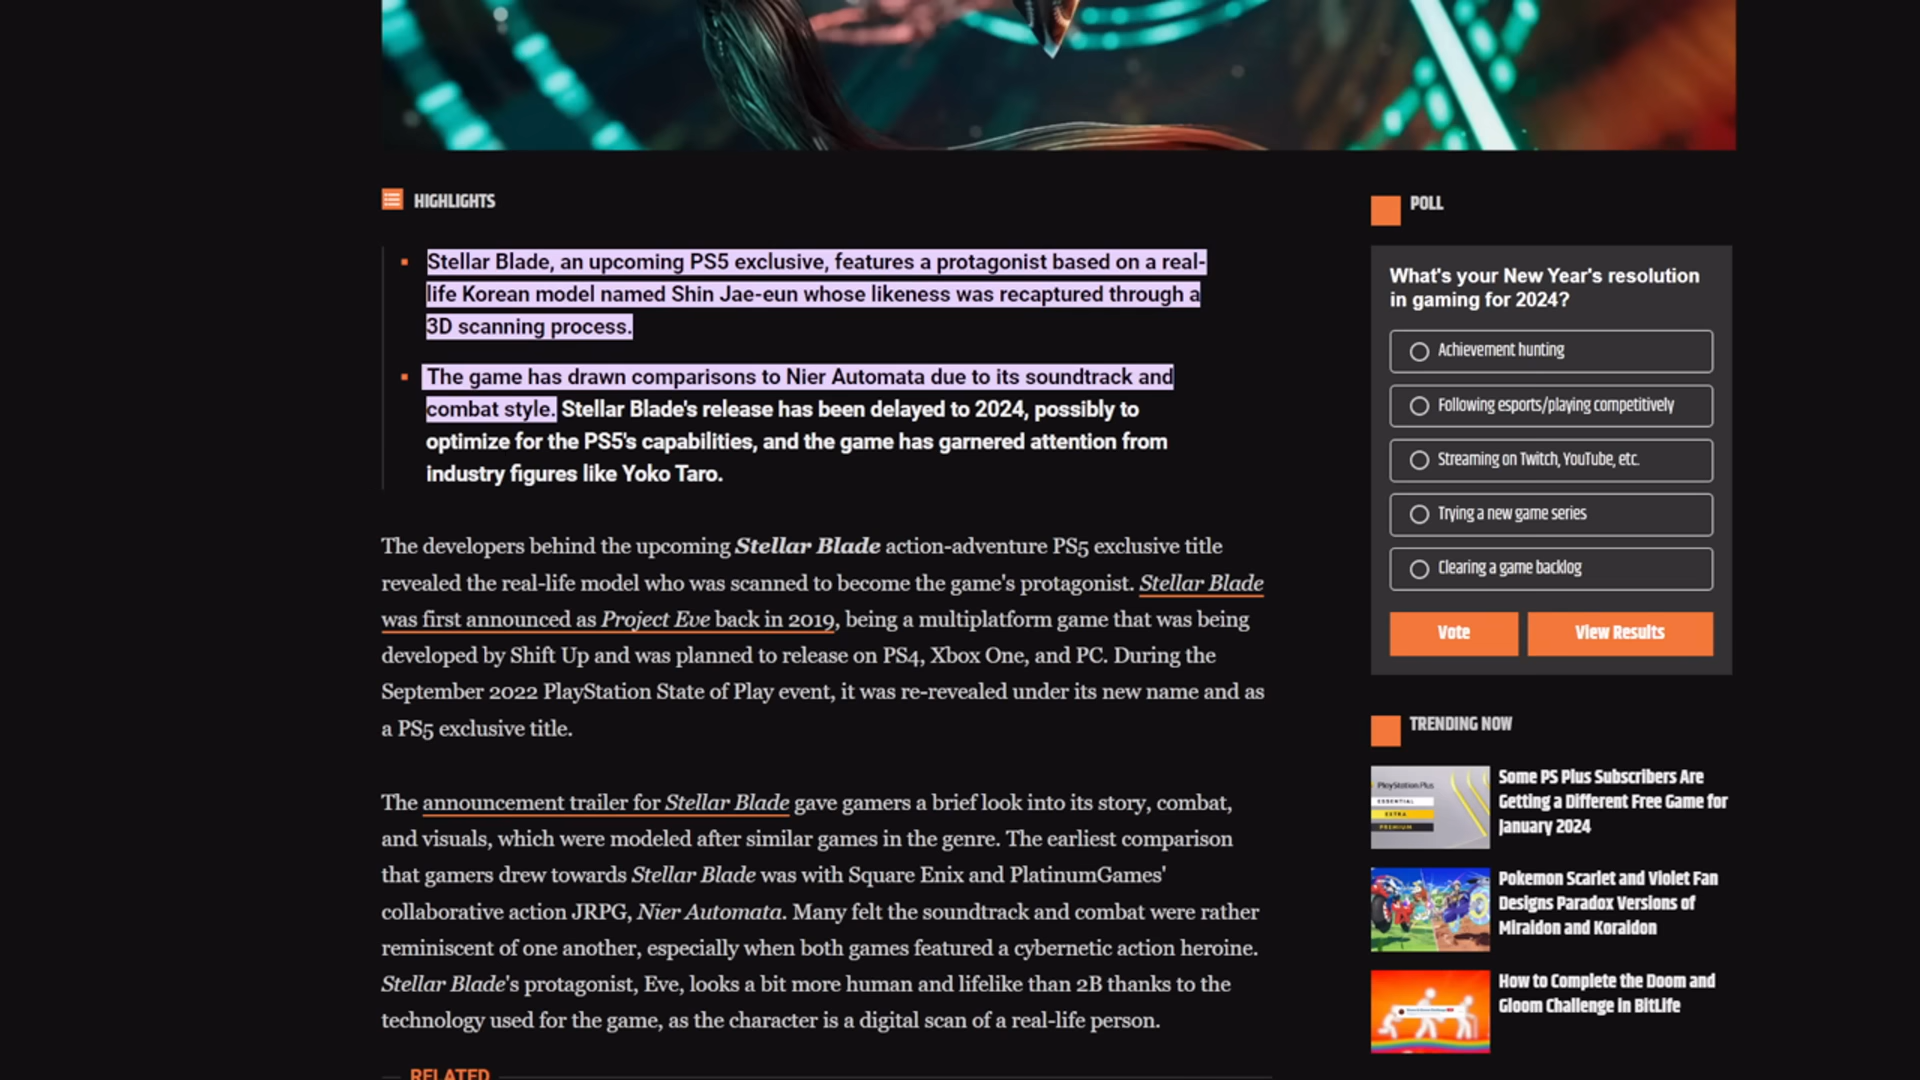 HIGHLIGHTS
Stellar Blade, an upcoming PS5 exclusive, features a protagonist based on a real-
life Korean model named Shin Jae-eun whose likeness was recaptured through a
3D scanning process.
The game has drawn comparisons to Nier Automata due to its soundtrack and
combat style. Stellar Blade's release has been delayed to 2024, possibly to
optimize for the PS5's capabilities, and the game has garnered attention from
industry figures like Yoko Taro.
The developers behind the upcoming Stellar Blade action-adventure PS5 exclusive title
revealed the real-life model who was scanned to become the game's protagonist. Stellar Blade
was first announced as Project Eve back in 2019, being a multiplatform game that was being
developed by Shift Up and was planned to release on PS4, Xbox One, and PC. During the
September 2022 PlayStation State of Play event, it was re-revealed under its new name and as
a PS5 exclusive title.
The announcement trailer for Stellar Blade gave gamers a brief look into its story, combat,
and visuals, which were modeled after similar games in the genre. The earliest comparison
that gamers drew towards Stellar Blade was with Square Enix and PlatinumGames'
collaborative action JRPG, Nier Automata. Many felt the soundtrack and combat were rather
reminiscent of one another, especially when both games featured a cybernetic action heroine.
Stellar Blade's protagonist, Eve, looks a bit more human and lifelike than 2B thanks to the
technology used for the game, as the character is a digital scan of a real-life person.
RELATED
POLL
What's your New Year's resolution
in gaming for 2024?
Achievement hunting
Following esports/playing competitively
Streaming on Twitch, YouTube, etc.
Trying a new game series
Clearing a game backlog
Vote
View Results
TRENDING NOW
PlayStation Plus
ESSENTIAL
EXTRA
PREMIUM
Some PS Plus Subscribers Are
Getting a Different Free Game for
January 2024
Pokemon Scarlet and Violet Fan
Designs Paradox Versions of
Miraidon and Koraidon
How to Complete the Doom and
Gloom Challenge in BitLife